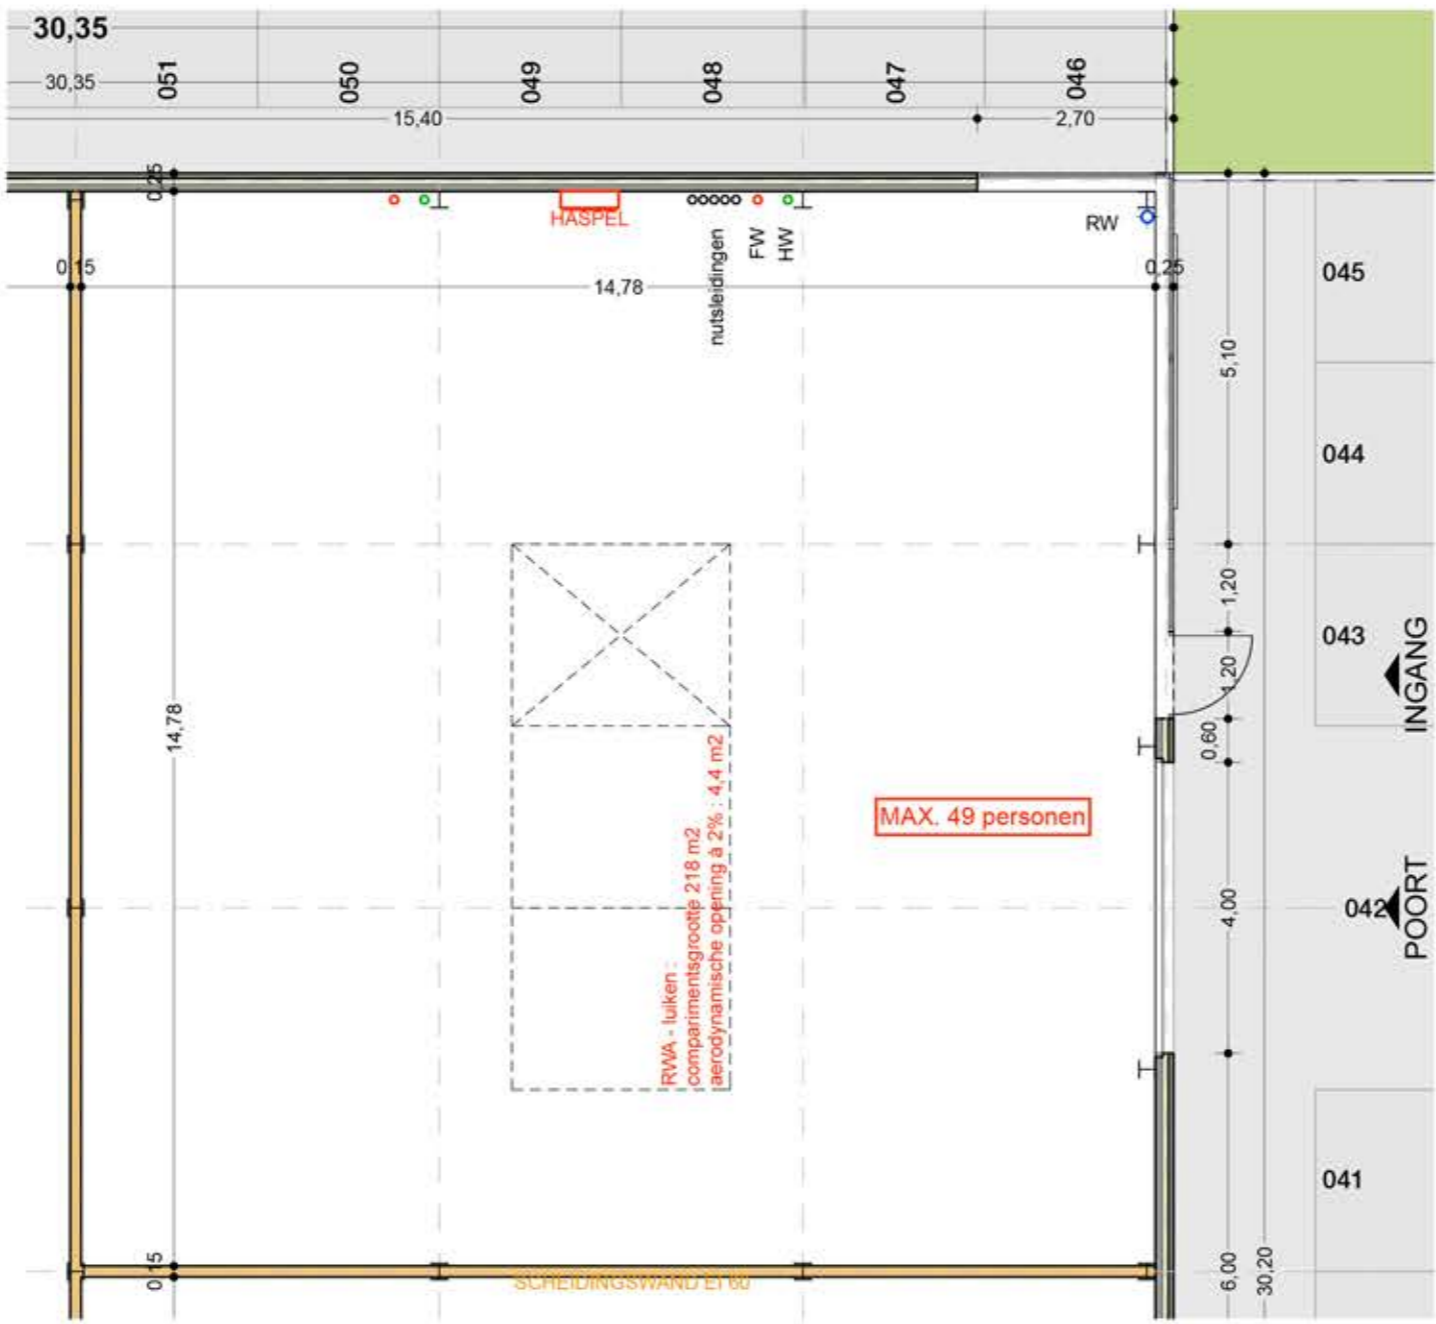 30,35
30,35
051
050
049
048
047
046
15,40
2,70
0,25
HASPEL
nutsleidingen
FW
HW
RW
0,15
14,78
0,25
045
5,10
044
1,20
043
INGANG
1,20
0,60
14,78
MAX. 49 personen
RWA - luiken :
comparimentsgrootte 218 m2
aerodynamische opening à 2% : 4,4 m2
4,00
042
POORT
041
0,15
SCHEIDINGSWAND EI 60
6,00
30,20